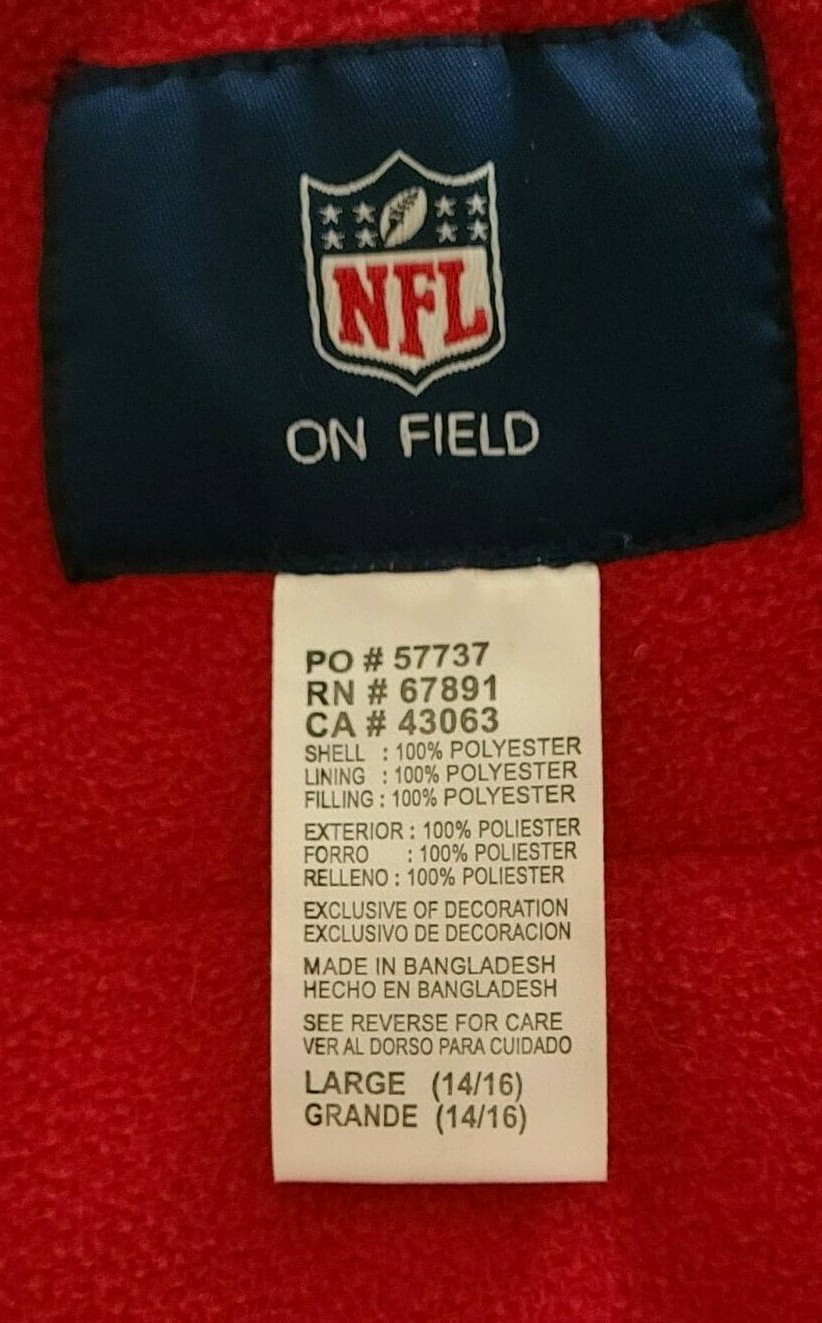 NFL
ON FIELD
PO # 57737
RN # 67891
CA # 43063
SHELL : 100% POLYESTER
LINING : 100% POLYESTER
FILLING : 100% POLYESTER
EXTERIOR : 100% POLIESTER
FORRO : 100% POLIESTER
RELLENO : 100% POLIESTER
EXCLUSIVE OF DECORATION
EXCLUSIVO DE DECORACION
MADE IN BANGLADESH
HECHO EN BANGLADESH
SEE REVERSE FOR CARE
VER AL DORSO PARA CUIDADO
LARGE (14/16)
GRANDE (14/16)